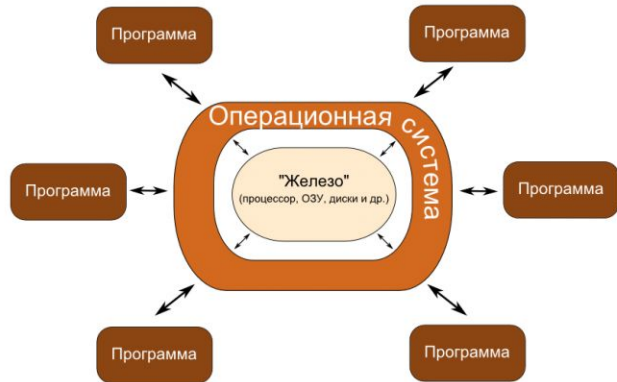 Программа
Программа
Операционная система
"Железо"
(процессор, ОЗУ, диски и др.)
Программа
Программа
Программа
Программа